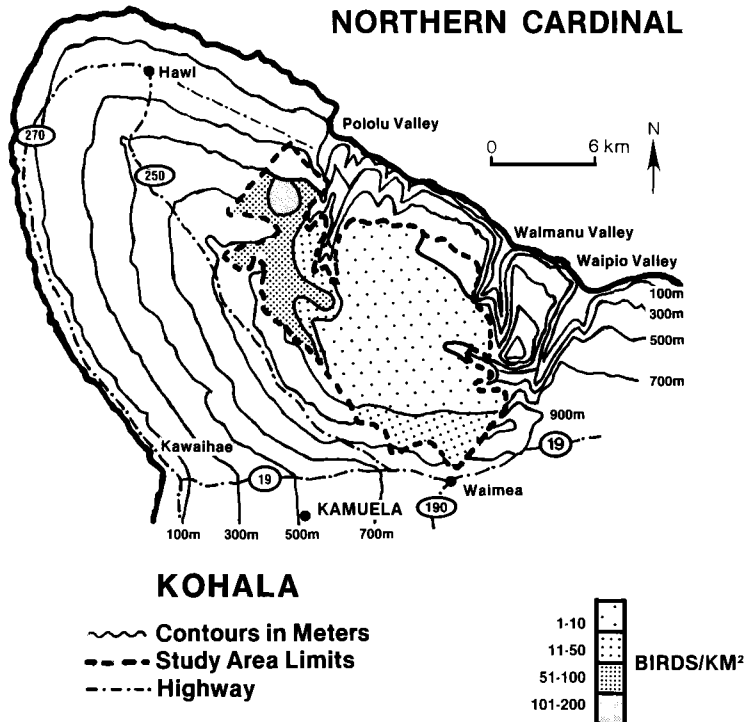 NORTHERN CARDINAL
Hawi
270
250
Pololu Valley
0 6 km
N
Waimanu Valley
Waipio Valley
100m
300m
500m
700m
900m
Kawaihae
19
19
Waimea
190
KAMUELA
100m 300m 500m 700m
KOHALA
Contours in Meters
Study Area Limits
Highway
1-10
11-50
51-100
101-200
BIRDS/KM²